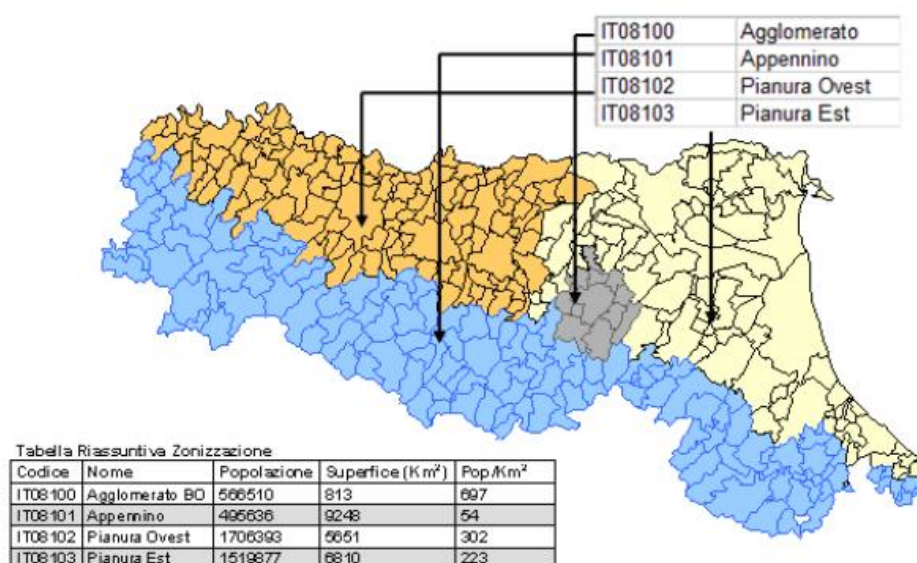 IT08100 Agglomerato
IT08101 Appennino
IT08102 Pianura Ovest
IT08103 Pianura Est
Tabella Riassuntiva Zonizzazione
Codice Nome Popolazione Superfice (Km²) Pop/Km²
IT08100 Agglomerato BO 566510 813 697
IT08101 Appennino 495636 9248 54
IT08102 Pianura Ovest 1706393 5651 302
IT08103 Pianura Est 1519877 6810 223